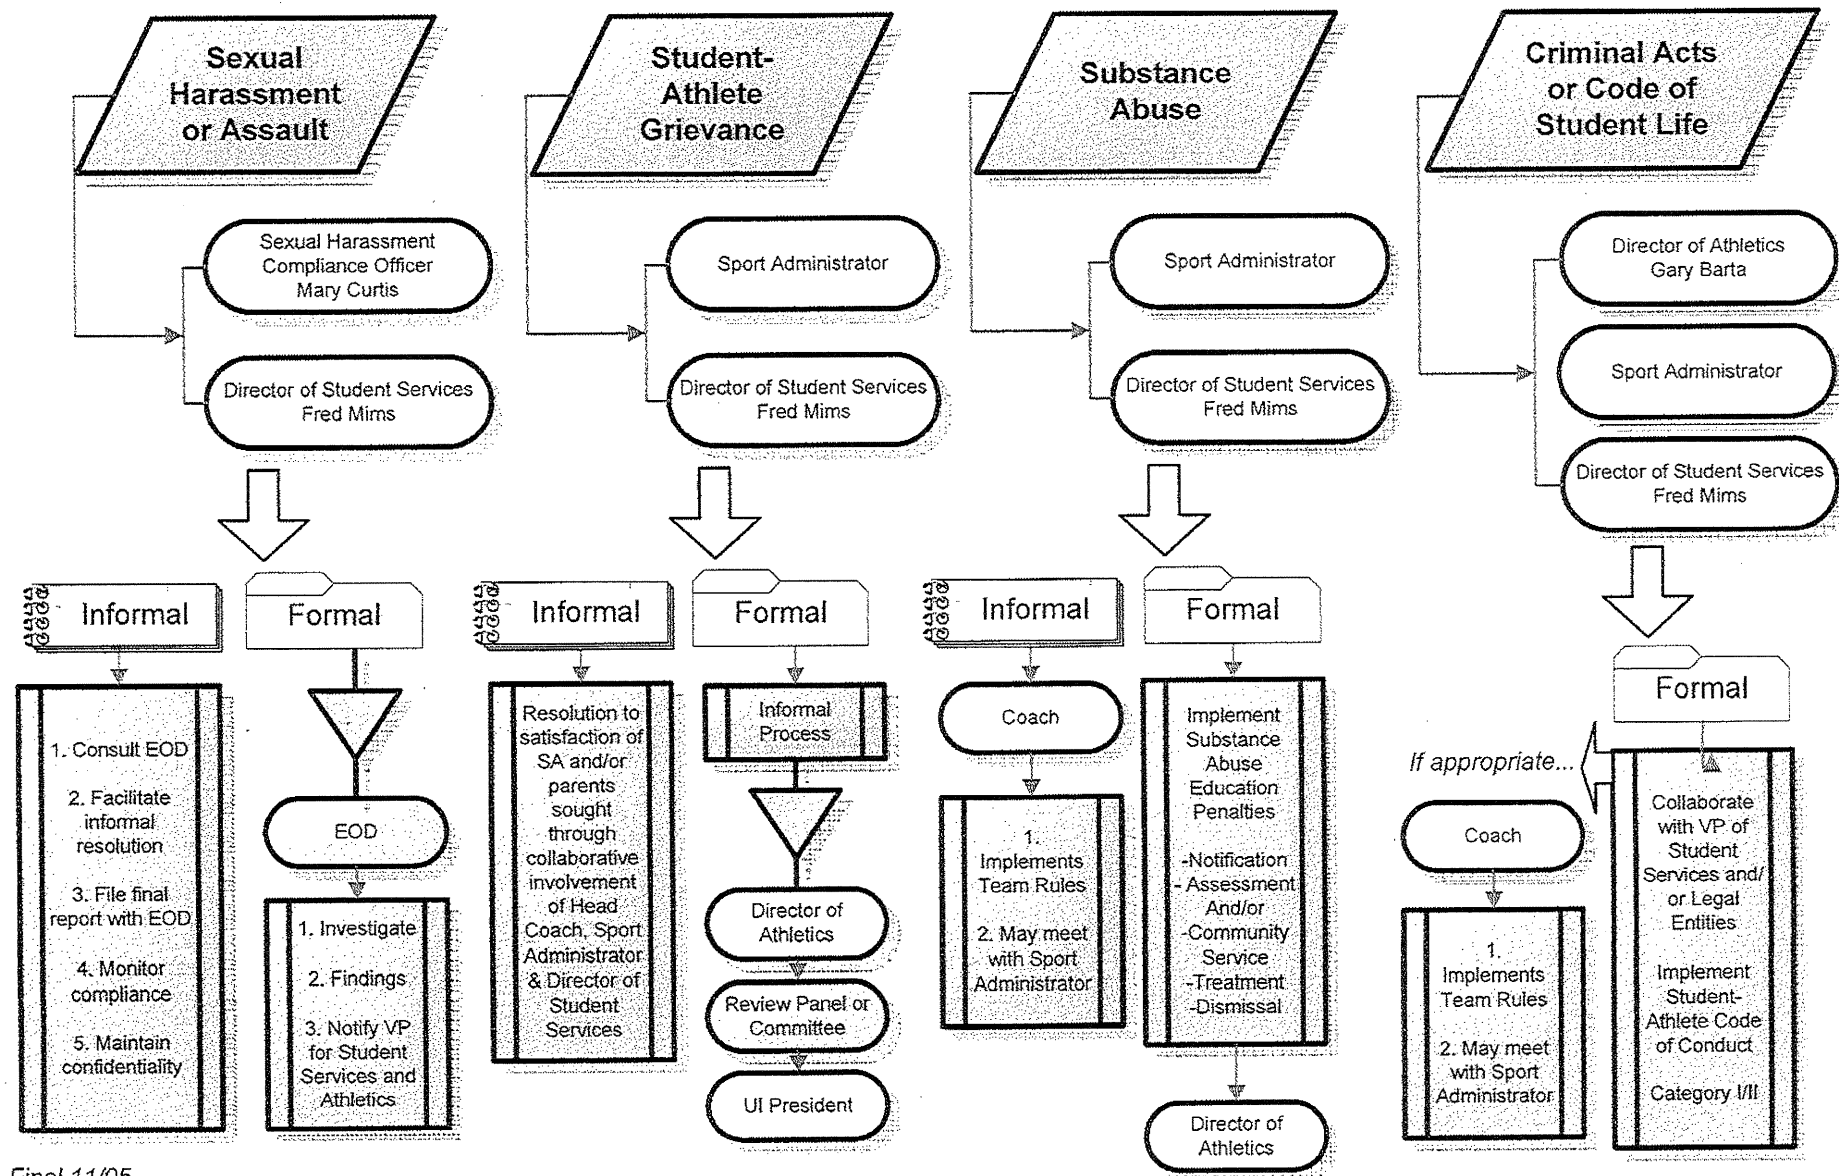 Sexual
Harassment
or Assault
Sexual Harassment
Compliance Officer
Mary Curtis
Director of Student Services
Fred Mims
Informal
1. Consult EOD
2. Facilitate
informal
resolution
3. File final
report with EOD
4. Monitor
compliance
5. Maintain
confidentiality
Formal
EOD
1. Investigate
2. Findings
3. Notify VP
for Student
Services and
Athletics
Student-
Athlete
Grievance
Sport Administrator
Director of Student Services
Fred Mims
Informal
Resolution to
satisfaction of
SA and/or
parents
sought
through
collaborative
involvement
of Head
Coach, Sport
Administrator
& Director of
Student
Services
Formal
Informal
Process
Director of
Athletics
Review Panel or
Committee
UI President
Substance
Abuse
Sport Administrator
Director of Student Services
Fred Mims
Informal
Coach
1.
Implements
Team Rules
2. May meet
with Sport
Administrator
Formal
Implement
Substance
Abuse
Education
Penalties
-Notification
- Assessment
And/or
-Community
Service
-Treatment
-Dismissal
Director of
Athletics
Criminal Acts
or Code of
Student Life
Director of Athletics
Gary Barta
Sport Administrator
Director of Student Services
Fred Mims
Formal
If appropriate...
Coach
1.
Implements
Team Rules
2. May meet
with Sport
Administrator
Collaborate
with VP of
Student
Services and/
or Legal
Entities
Implement
Student-
Athlete Code
of Conduct
Category I/II
Final 11/05